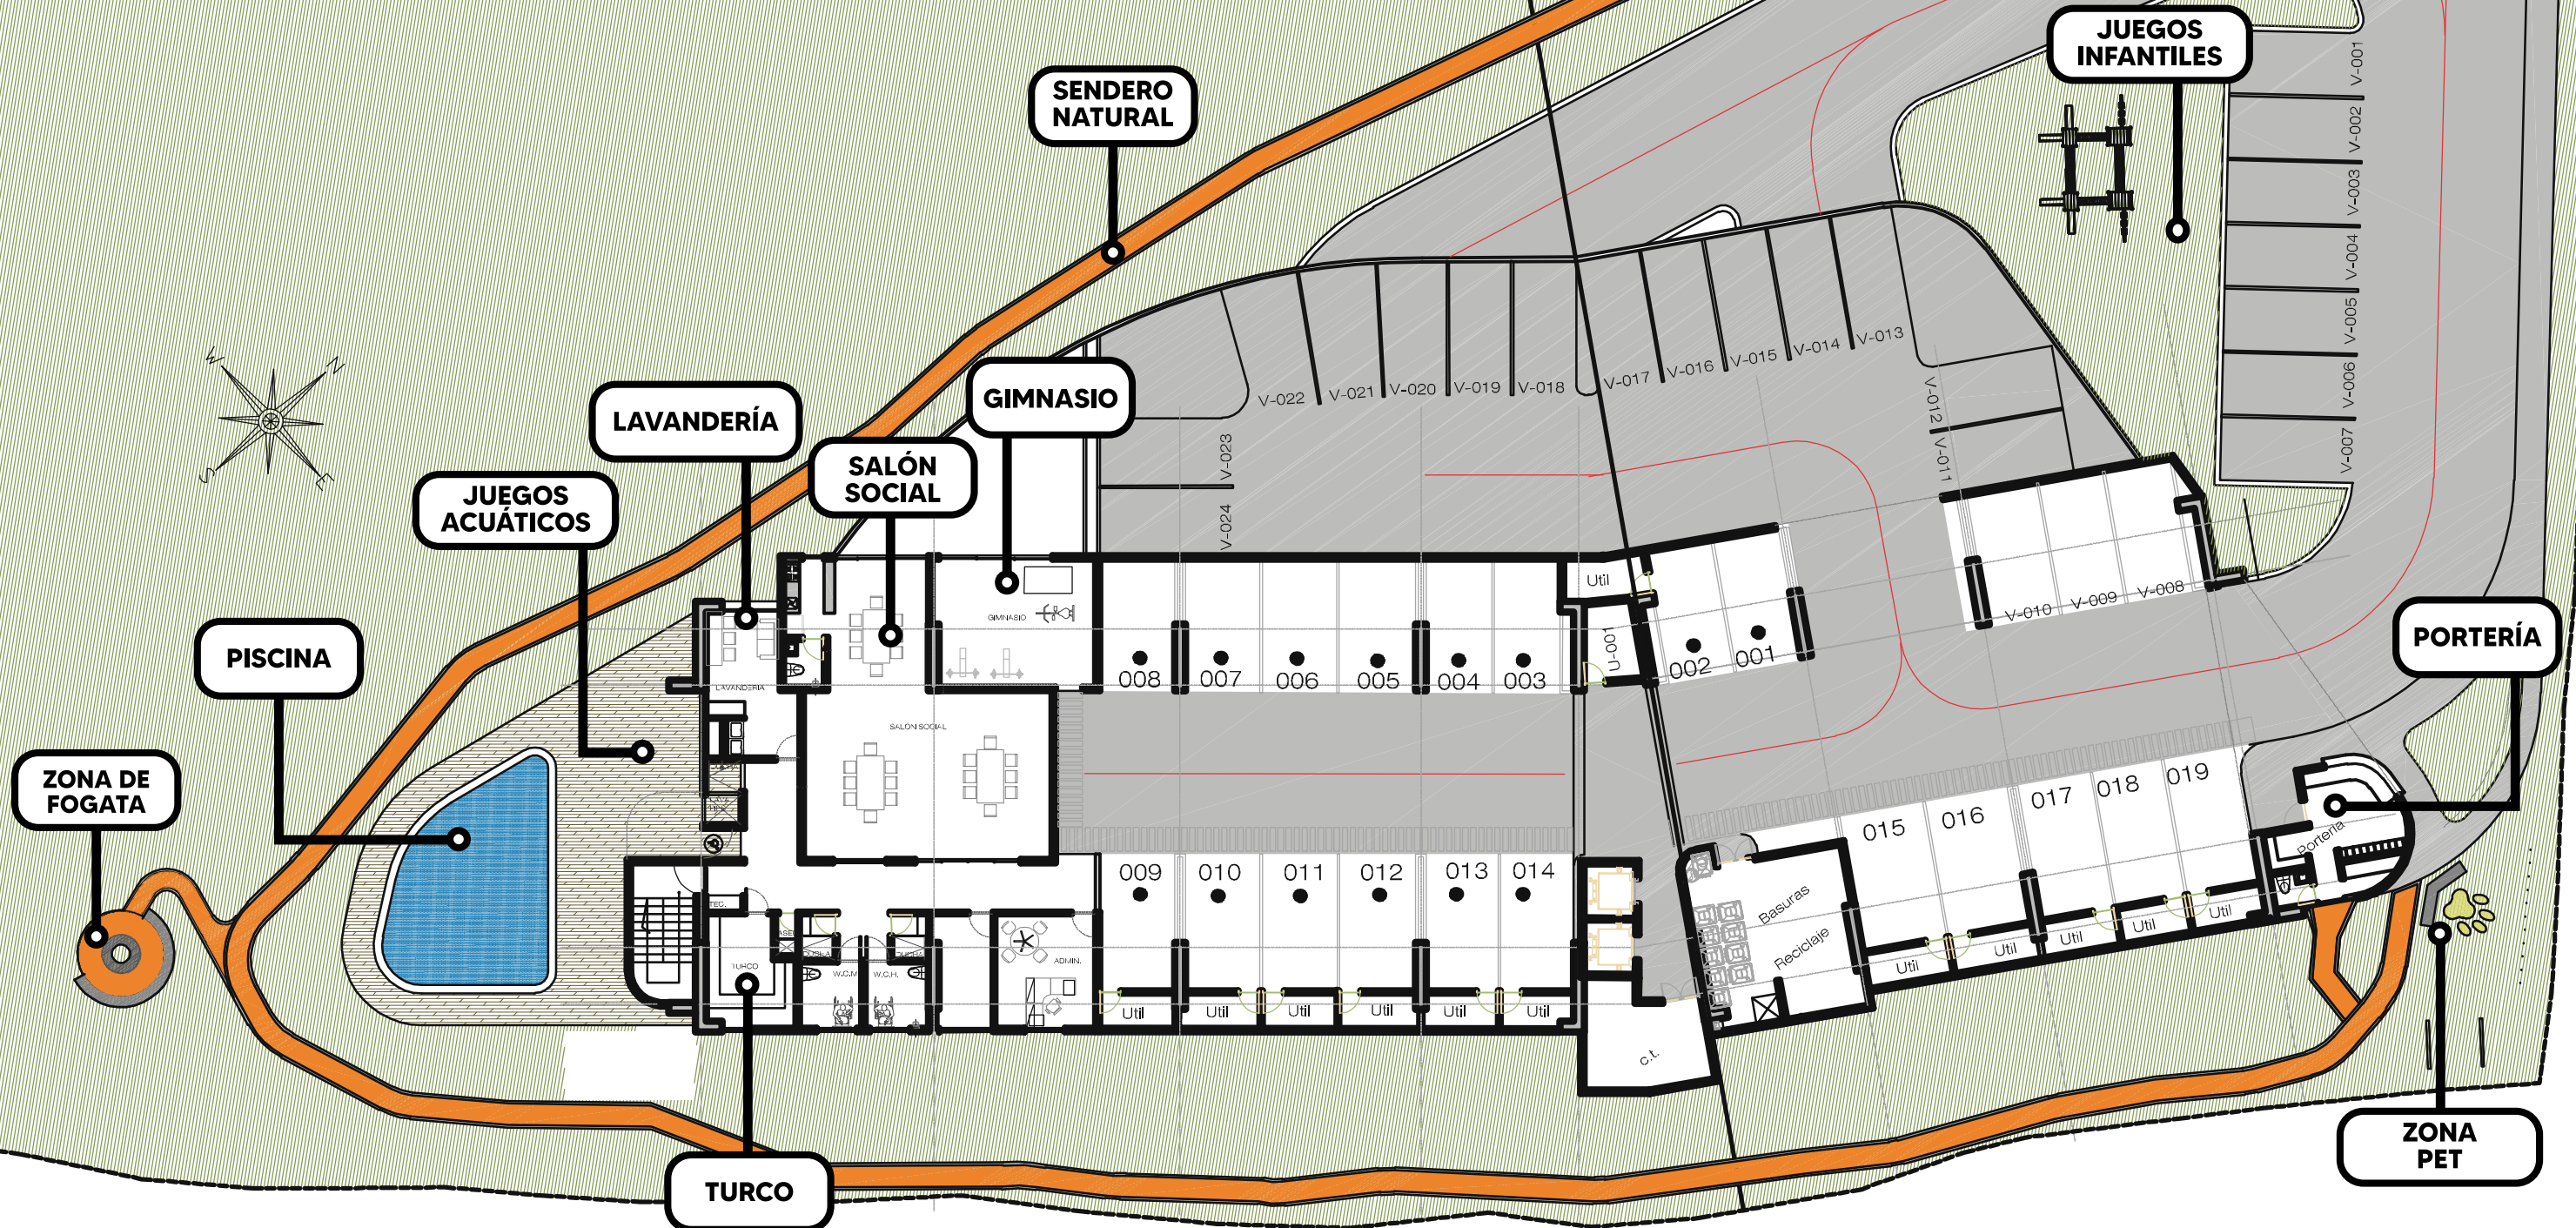 JUEGOS
INFANTILES
SENDERO
NATURAL
V-001
V-002
V-003
V-004
V-005
V-006
V-007
W
N
S
E
V-013
V-014
V-015
V-016
V-017
V-018
V-019
V-020
V-021
V-022
V-012
V-011
GIMNASIO
LAVANDERÍA
SALÓN
SOCIAL
V-023
V-024
JUEGOS
ACUÁTICOS
Util
U-001
GIMNASIO
V-010
V-009
V-008
PORTERÍA
PISCINA
008
007
006
005
004
003
002
001
LAVANDERIA
SALÓN SOCIAL
ZONA DE
FOGATA
015
016
017
018
019
Portería
009
010
011
012
013
014
Basuras
Reciclaje
TEC.
TURCO
W.C.M.
W.C.H.
ADMIN.
Util
Util
Util
Util
Util
Util
Util
Util
Util
Util
Util
c.t.
ZONA
PET
TURCO